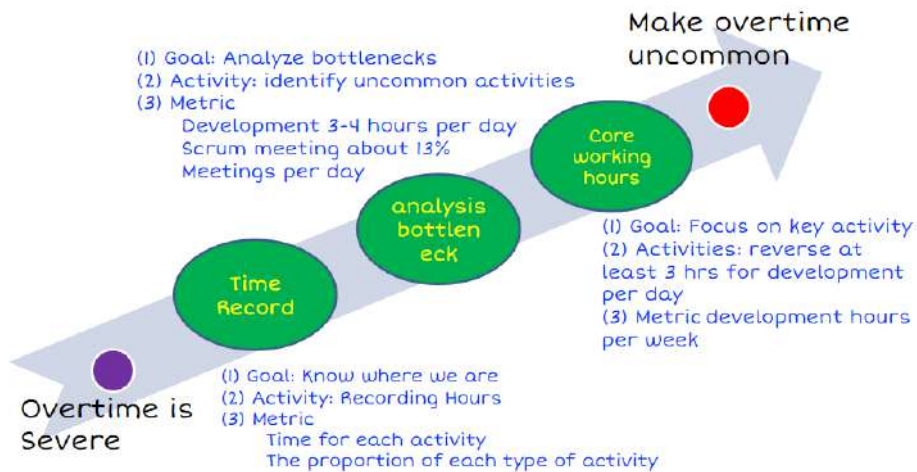 Make overtime
uncommon
(1) Goal: Analyze bottlenecks
(2) Activity: identify uncommon activities
(3) Metric
Development 3-4 hours per day
Scrum meeting about 13%
Meetings per day
Core
working
hours
analysis
bottlen
eck
Time
Record
(1) Goal: Focus on key activity
(2) Activities: reverse at
least 3 hrs for development
per day
(3) Metric development hours
per week
(1) Goal: Know where we are
(2) Activity: Recording Hours
(3) Metric
Time for each activity
The proportion of each type of activity
Overtime is
Severe